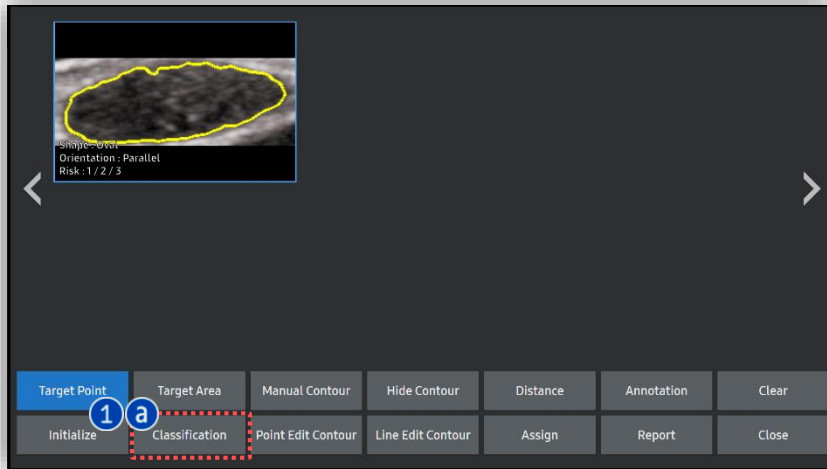 Shape : Oval
Orientation : Parallel
Risk : 1 / 2 / 3
Target Point
Target Area
Manual Contour
Hide Contour
Distance
Annotation
Clear
1
a
Initialize
Classification
Point Edit Contour
Line Edit Contour
Assign
Report
Close